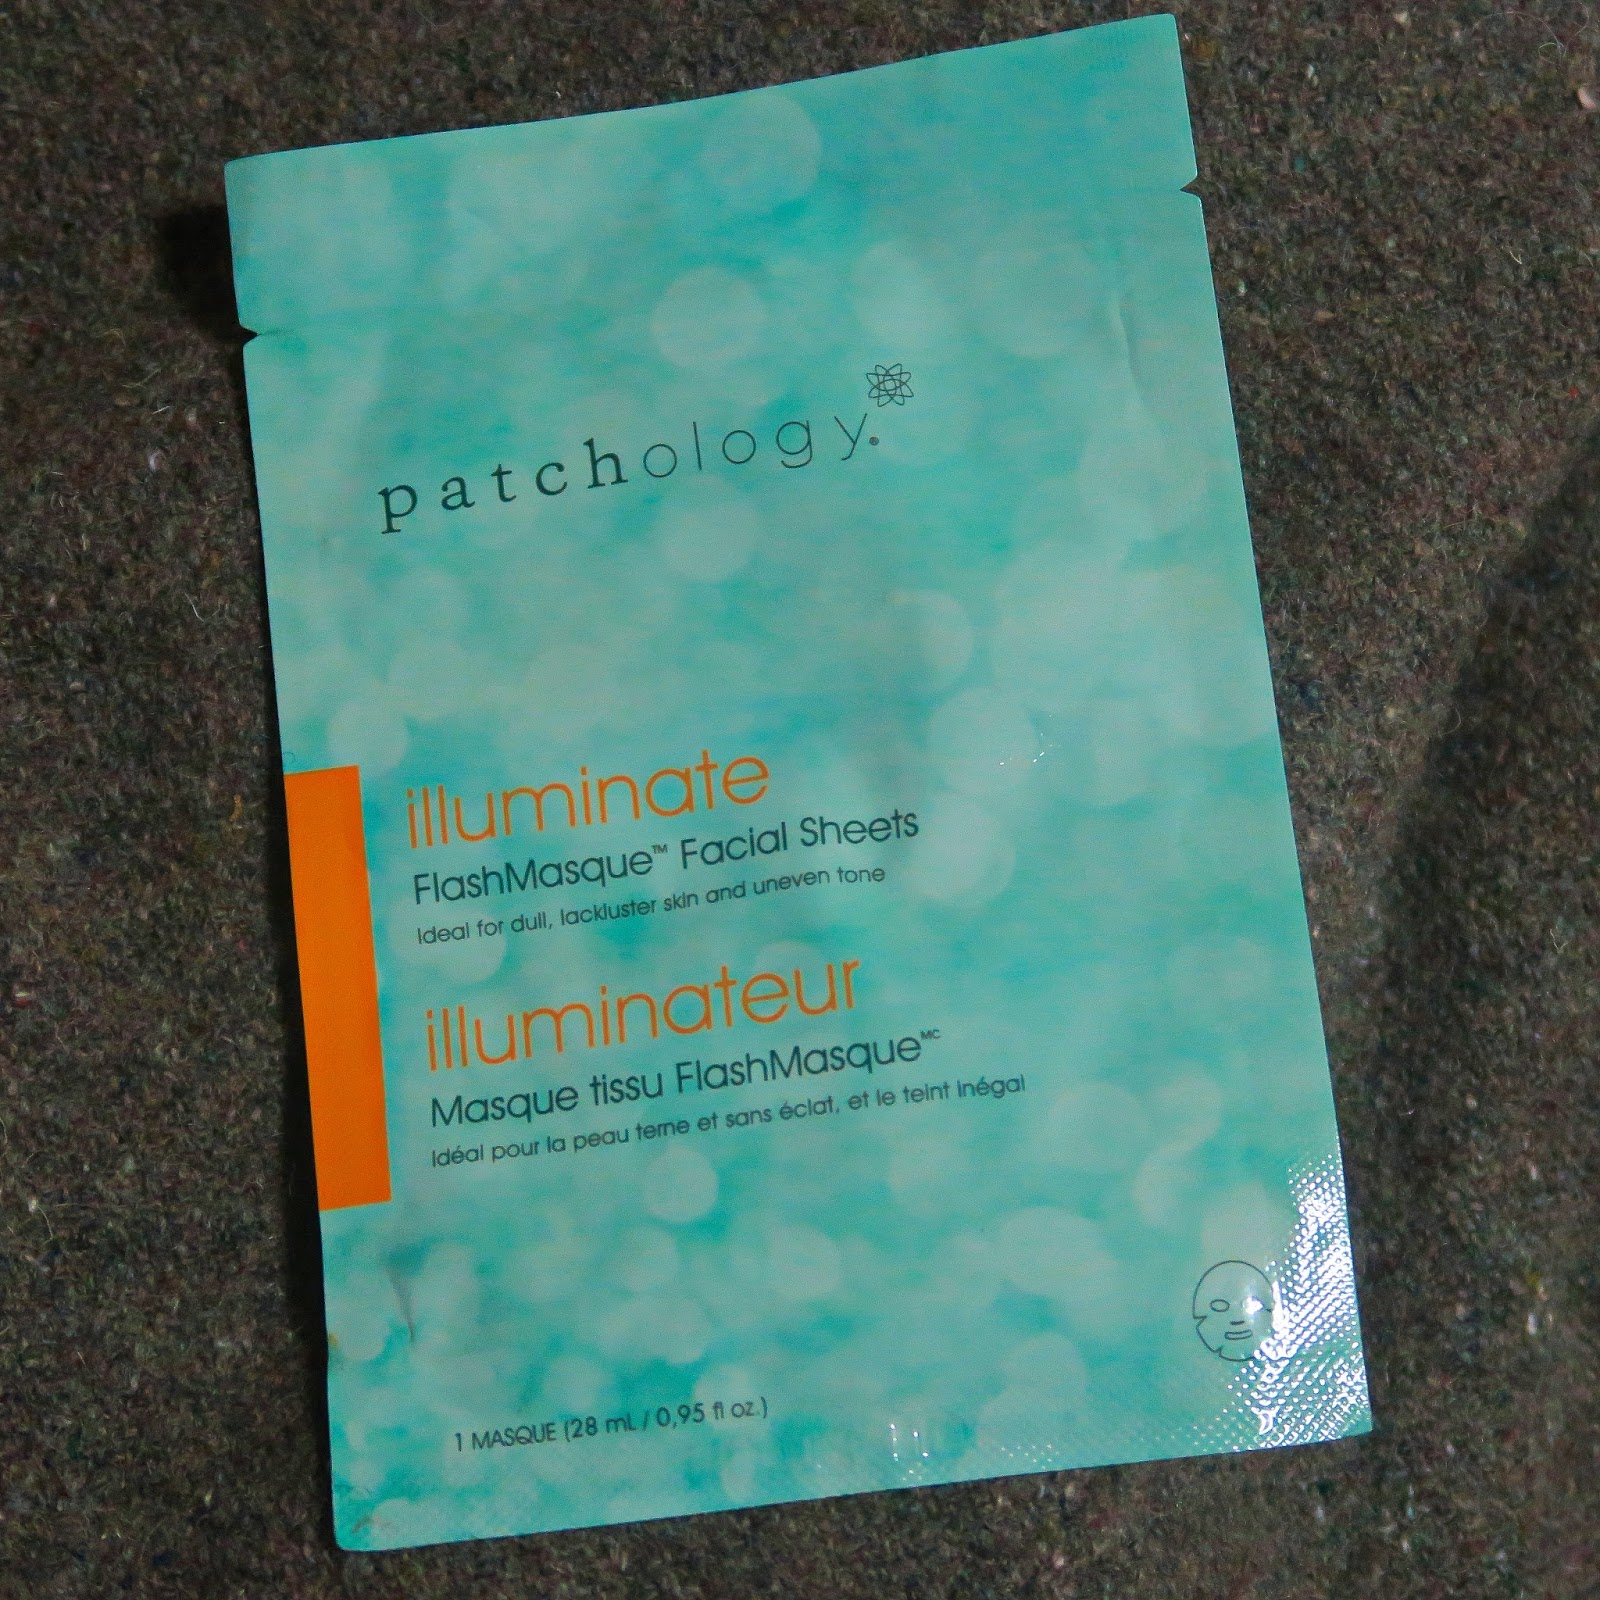 patchology.
illuminate
FlashMasque™ Facial Sheets
Ideal for dull, lackluster skin and uneven tone
illuminateur
Masque tissu FlashMasqueᴹᶜ
Idéal pour la peau terne et sans éclat, et le teint inégal
1 MASQUE (28 mL / 0,95 fl oz.)